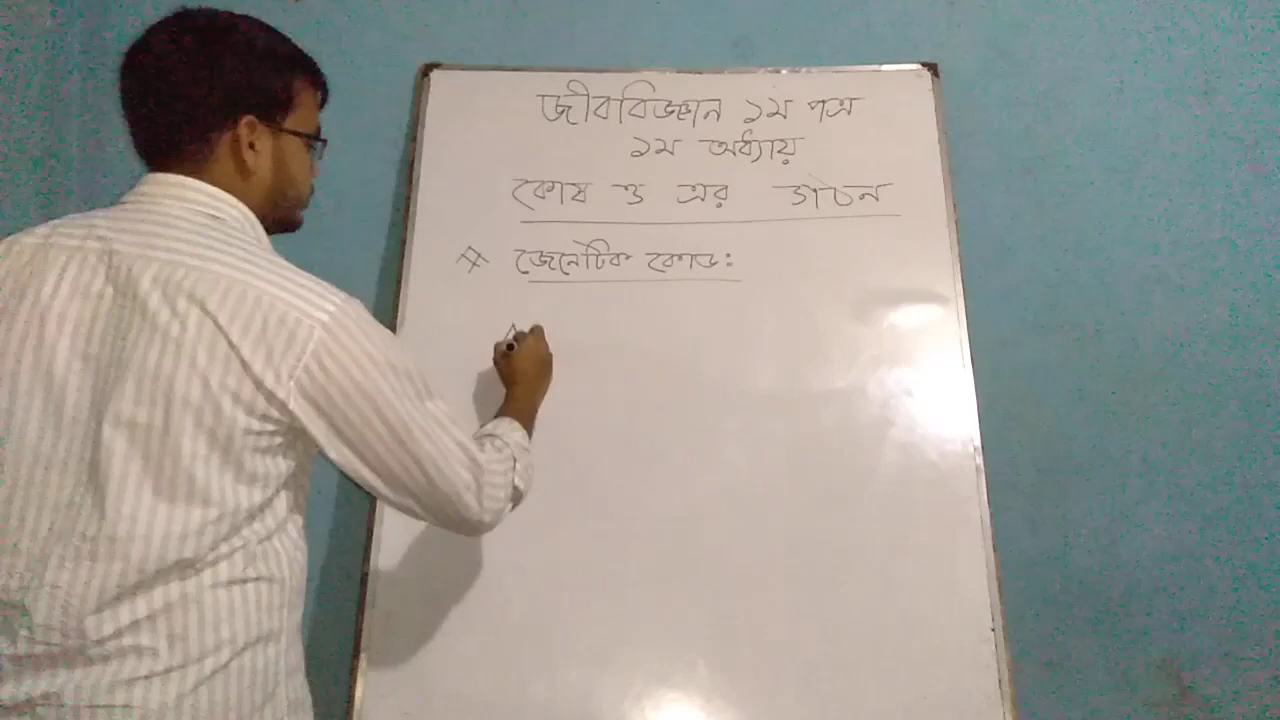 জীববিজ্ঞান ১ম পত্র
১ম অধ্যায়
কোষ ও এর গঠন
# জেনেটিক কোড: